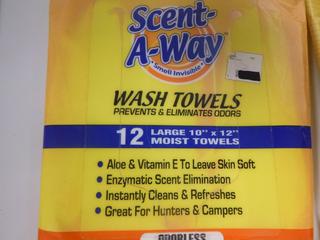 Scent-
A-Way
Smell Invisible
WASH TOWELS
PREVENTS & ELIMINATES ODORS
12 LARGE 10" x 12"
MOIST TOWELS
• Aloe & Vitamin E To Leave Skin Soft
• Enzymatic Scent Elimination
• Instantly Cleans & Refreshes
• Great For Hunters & Campers
ODORLESS